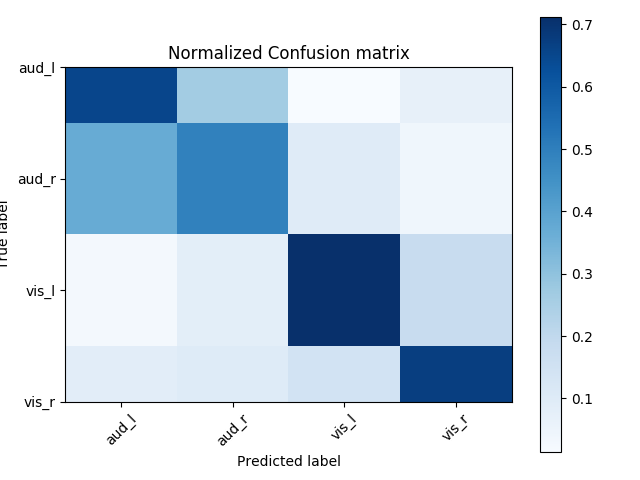 Normalized Confusion matrix
aud_l
aud_r
vis_l
vis_r
True label
aud_l
aud_r
vis_l
vis_r
Predicted label
0.7
0.6
0.5
0.4
0.3
0.2
0.1